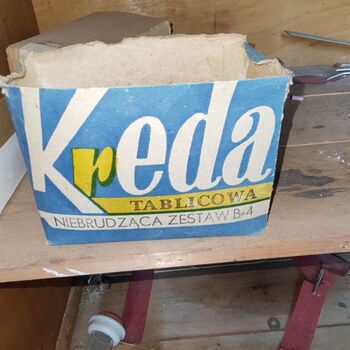 Kreda
TABLICOWA
NIEBRUDZĄCA ZESTAW B-4